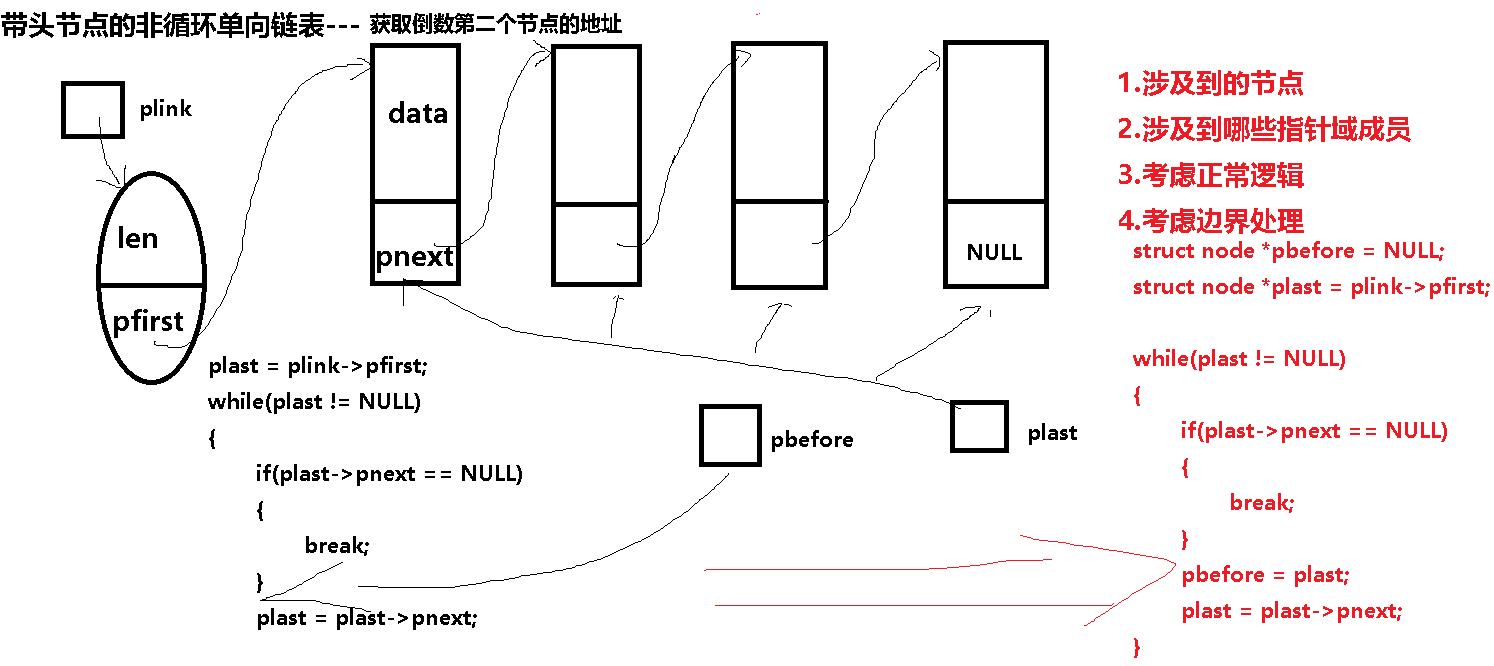 带头节点的非循环单向链表--- 获取倒数第二个节点的地址
plink
len
pfirst
data
pnext
NULL
plast = plink->pfirst;
while(plast != NULL)
{
if(plast->pnext == NULL)
{
break;
}
plast = plast->pnext;
pbefore
plast
1.涉及到的节点
2.涉及到哪些指针域成员
3.考虑正常逻辑
4.考虑边界处理
struct node *pbefore = NULL;
struct node *plast = plink->pfirst;
while(plast != NULL)
{
if(plast->pnext == NULL)
{
break;
}
pbefore = plast;
plast = plast->pnext;
}